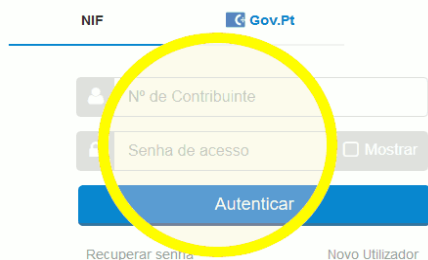 NIF Gov.Pt
Nº de Contribuinte
Senha de acesso Mostrar
Autenticar
Recuperar senha Novo Utilizador